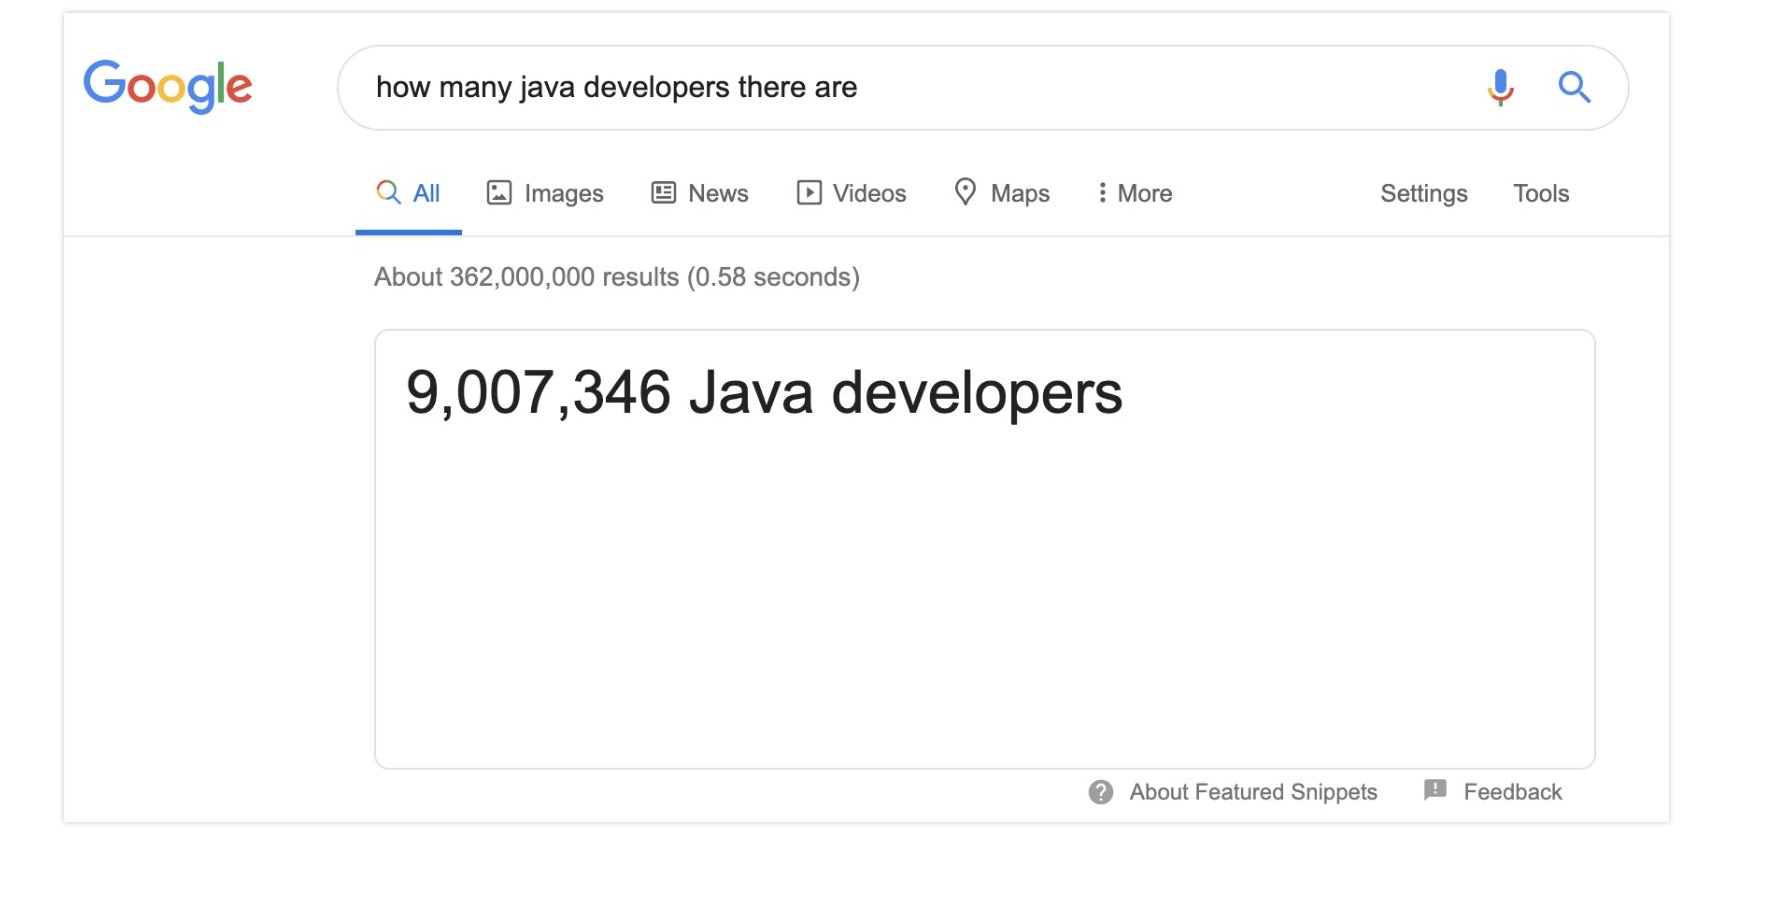 Google
how many java developers there are
All Images News Videos Maps More Settings Tools
About 362,000,000 results (0.58 seconds)
9,007,346 Java developers
About Featured Snippets Feedback